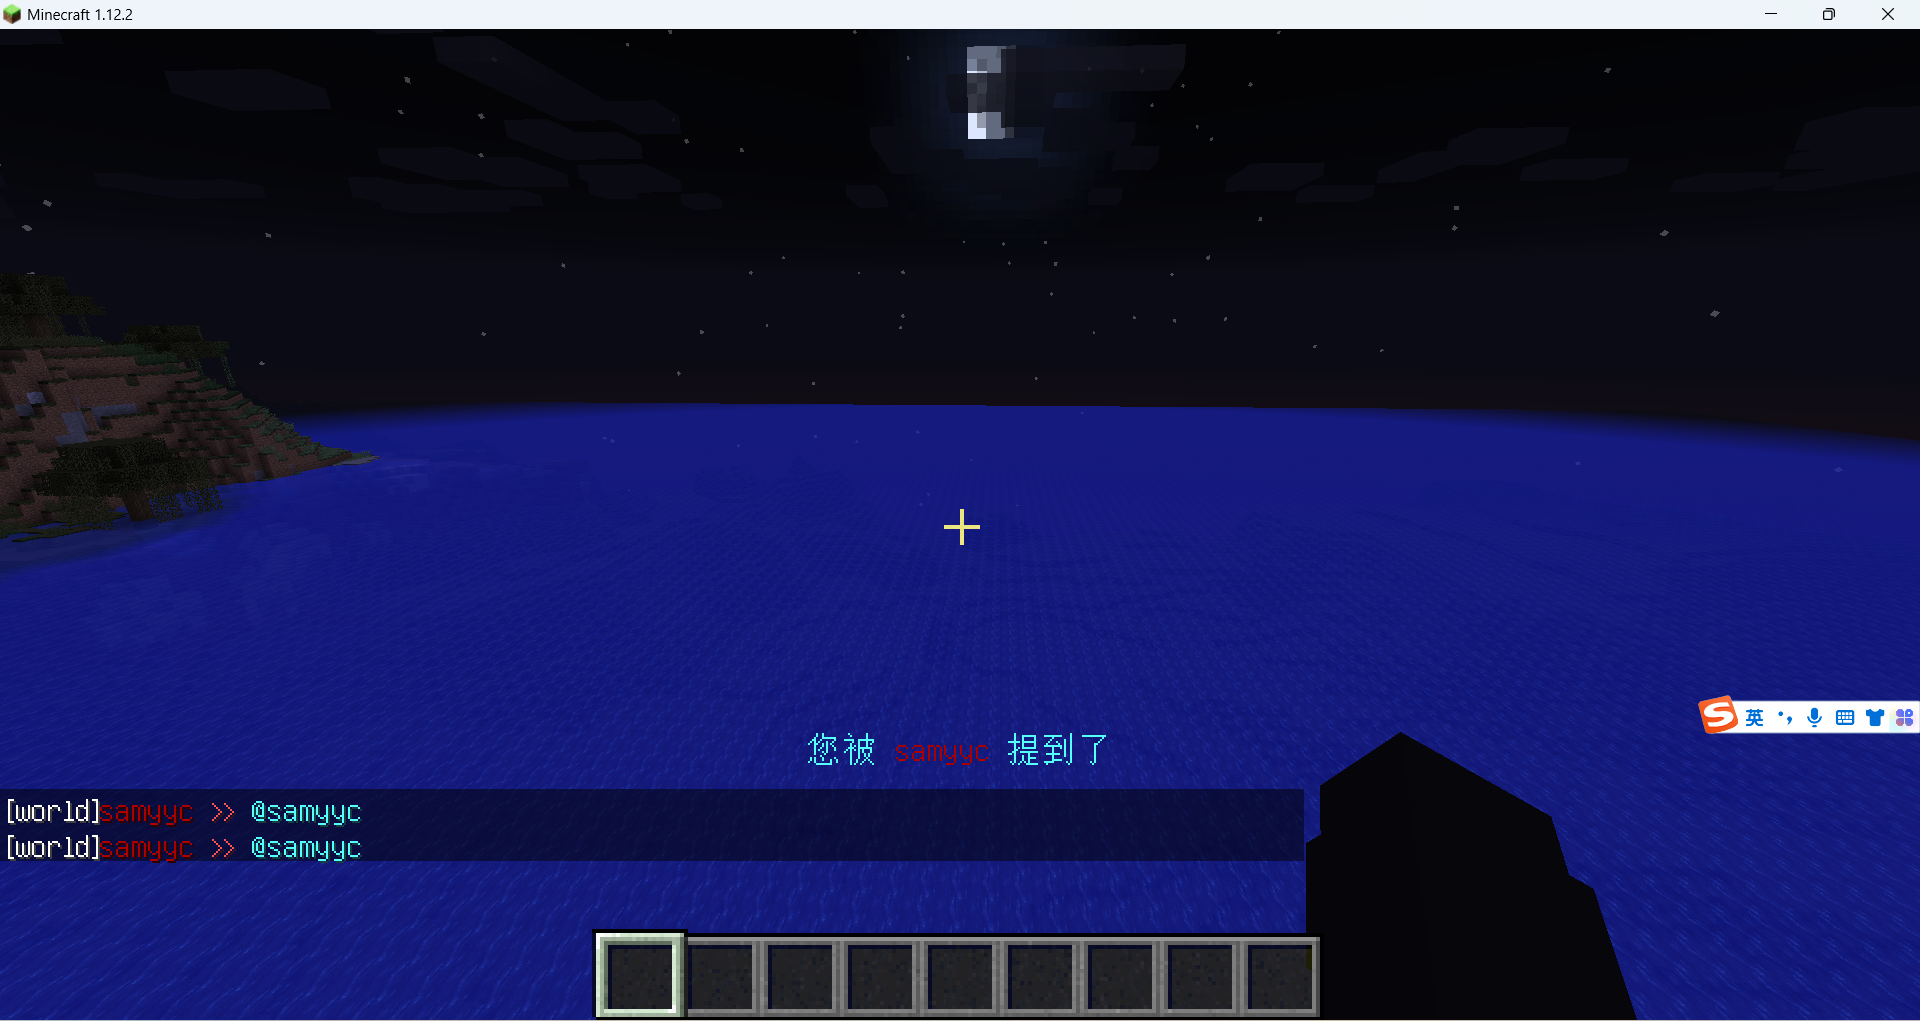 Minecraft 1.12.2
英
您被 samyyc 提到了
[world]samyyc >> @samyyc
[world]samyyc >> @samyyc